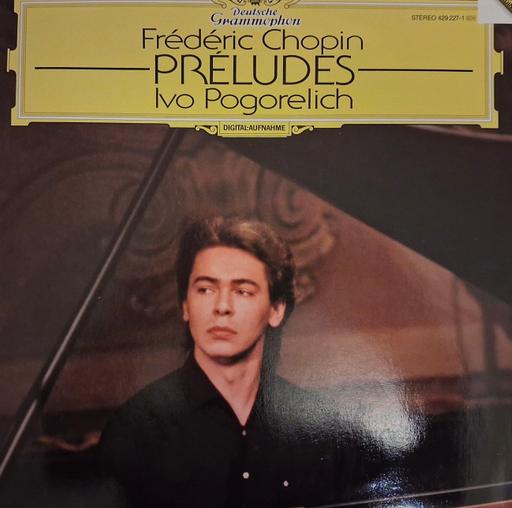 Deutsche
Grammophon
STEREO 429 227-1
Frédéric Chopin
PRÉLUDES
Ivo Pogorelich
DIGITAL-AUFNAHME